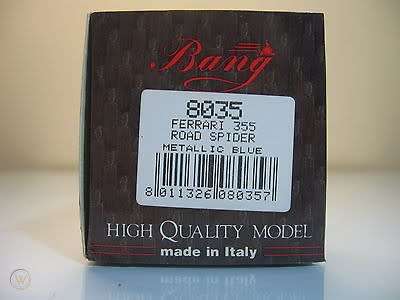 Bang
8035
FERRARI 355
ROAD SPIDER
METALLIC BLUE
8 011326 080357
HIGH QUALITY MODEL
made in Italy